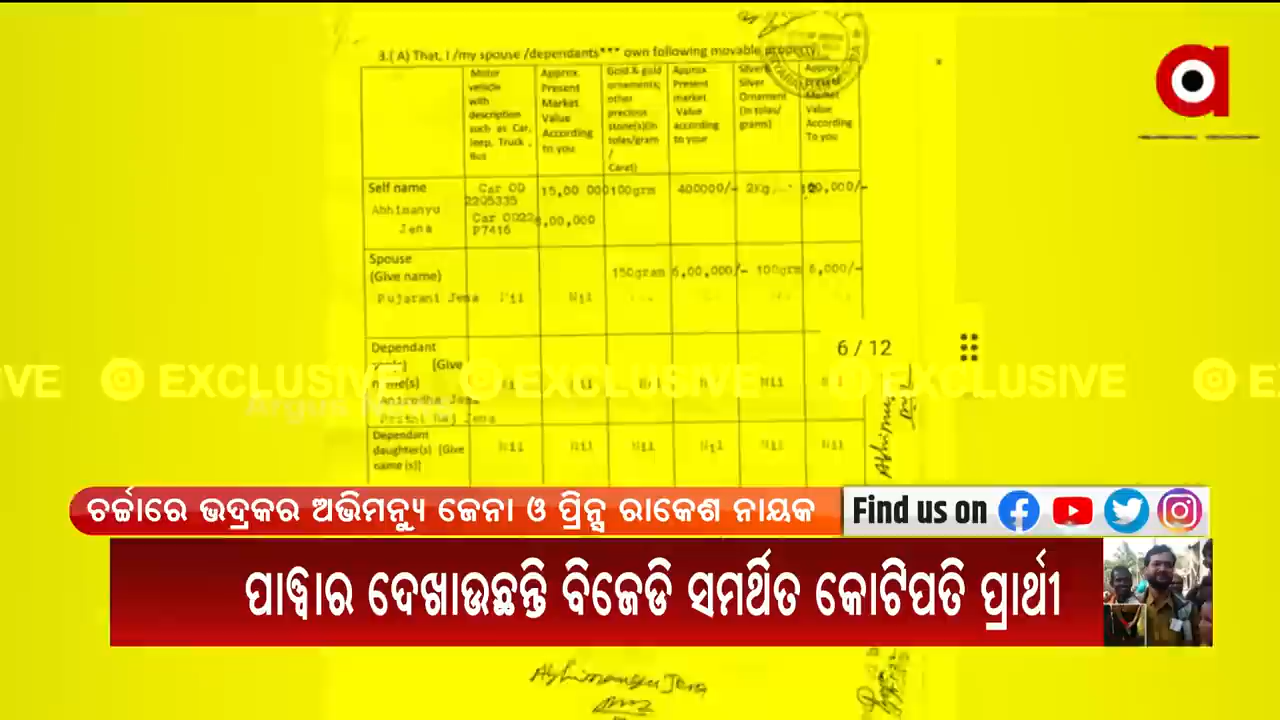 3.( A) That, I /my spouse /dependants*** own following movable property:
Motor vehicle with description such as Car, Jeep, Truck , Bus
Approx Present Market Value According to you
Gold & gold ornaments; other precious stone(s)(in tolas/gram / Carat)
Approx Present market Value according to your
Silver Ornament (in tolas/ grams)
Approx Present Market Value According To you
Self name
Abhimanyu Jena
Car OD
Car OD22
P7416
15,00 000
100grm
400000/-
2Kg.
,00,000
Spouse
(Give name)
Pujarani Jena
Nil
Nil
150gram
6,00,000/-
100grm
6,000/-
Dependant
(Give
name(s)
Anirudha Jena
Nil
Nil
Dependant
daughter(s) (Give
name (s)]
Nil
Nil
Nil
Nil
Nil
Nil
6 / 12
EXCLUSIVE
EXCLUSIVE
EXCLUSIVE
ଚର୍ଚ୍ଚାରେ ଭଦ୍ରକର ଅଭିମନ୍ୟୁ ଜେନା ଓ ପ୍ରିନ୍ସ ରାକେଶ ନାୟକ
Find us on
ପାୱାର ଦେଖାଉଛନ୍ତି ବିଜେଡି ସମର୍ଥିତ କୋଟିପତି ପ୍ରାର୍ଥୀ
Abhimanyu Jena